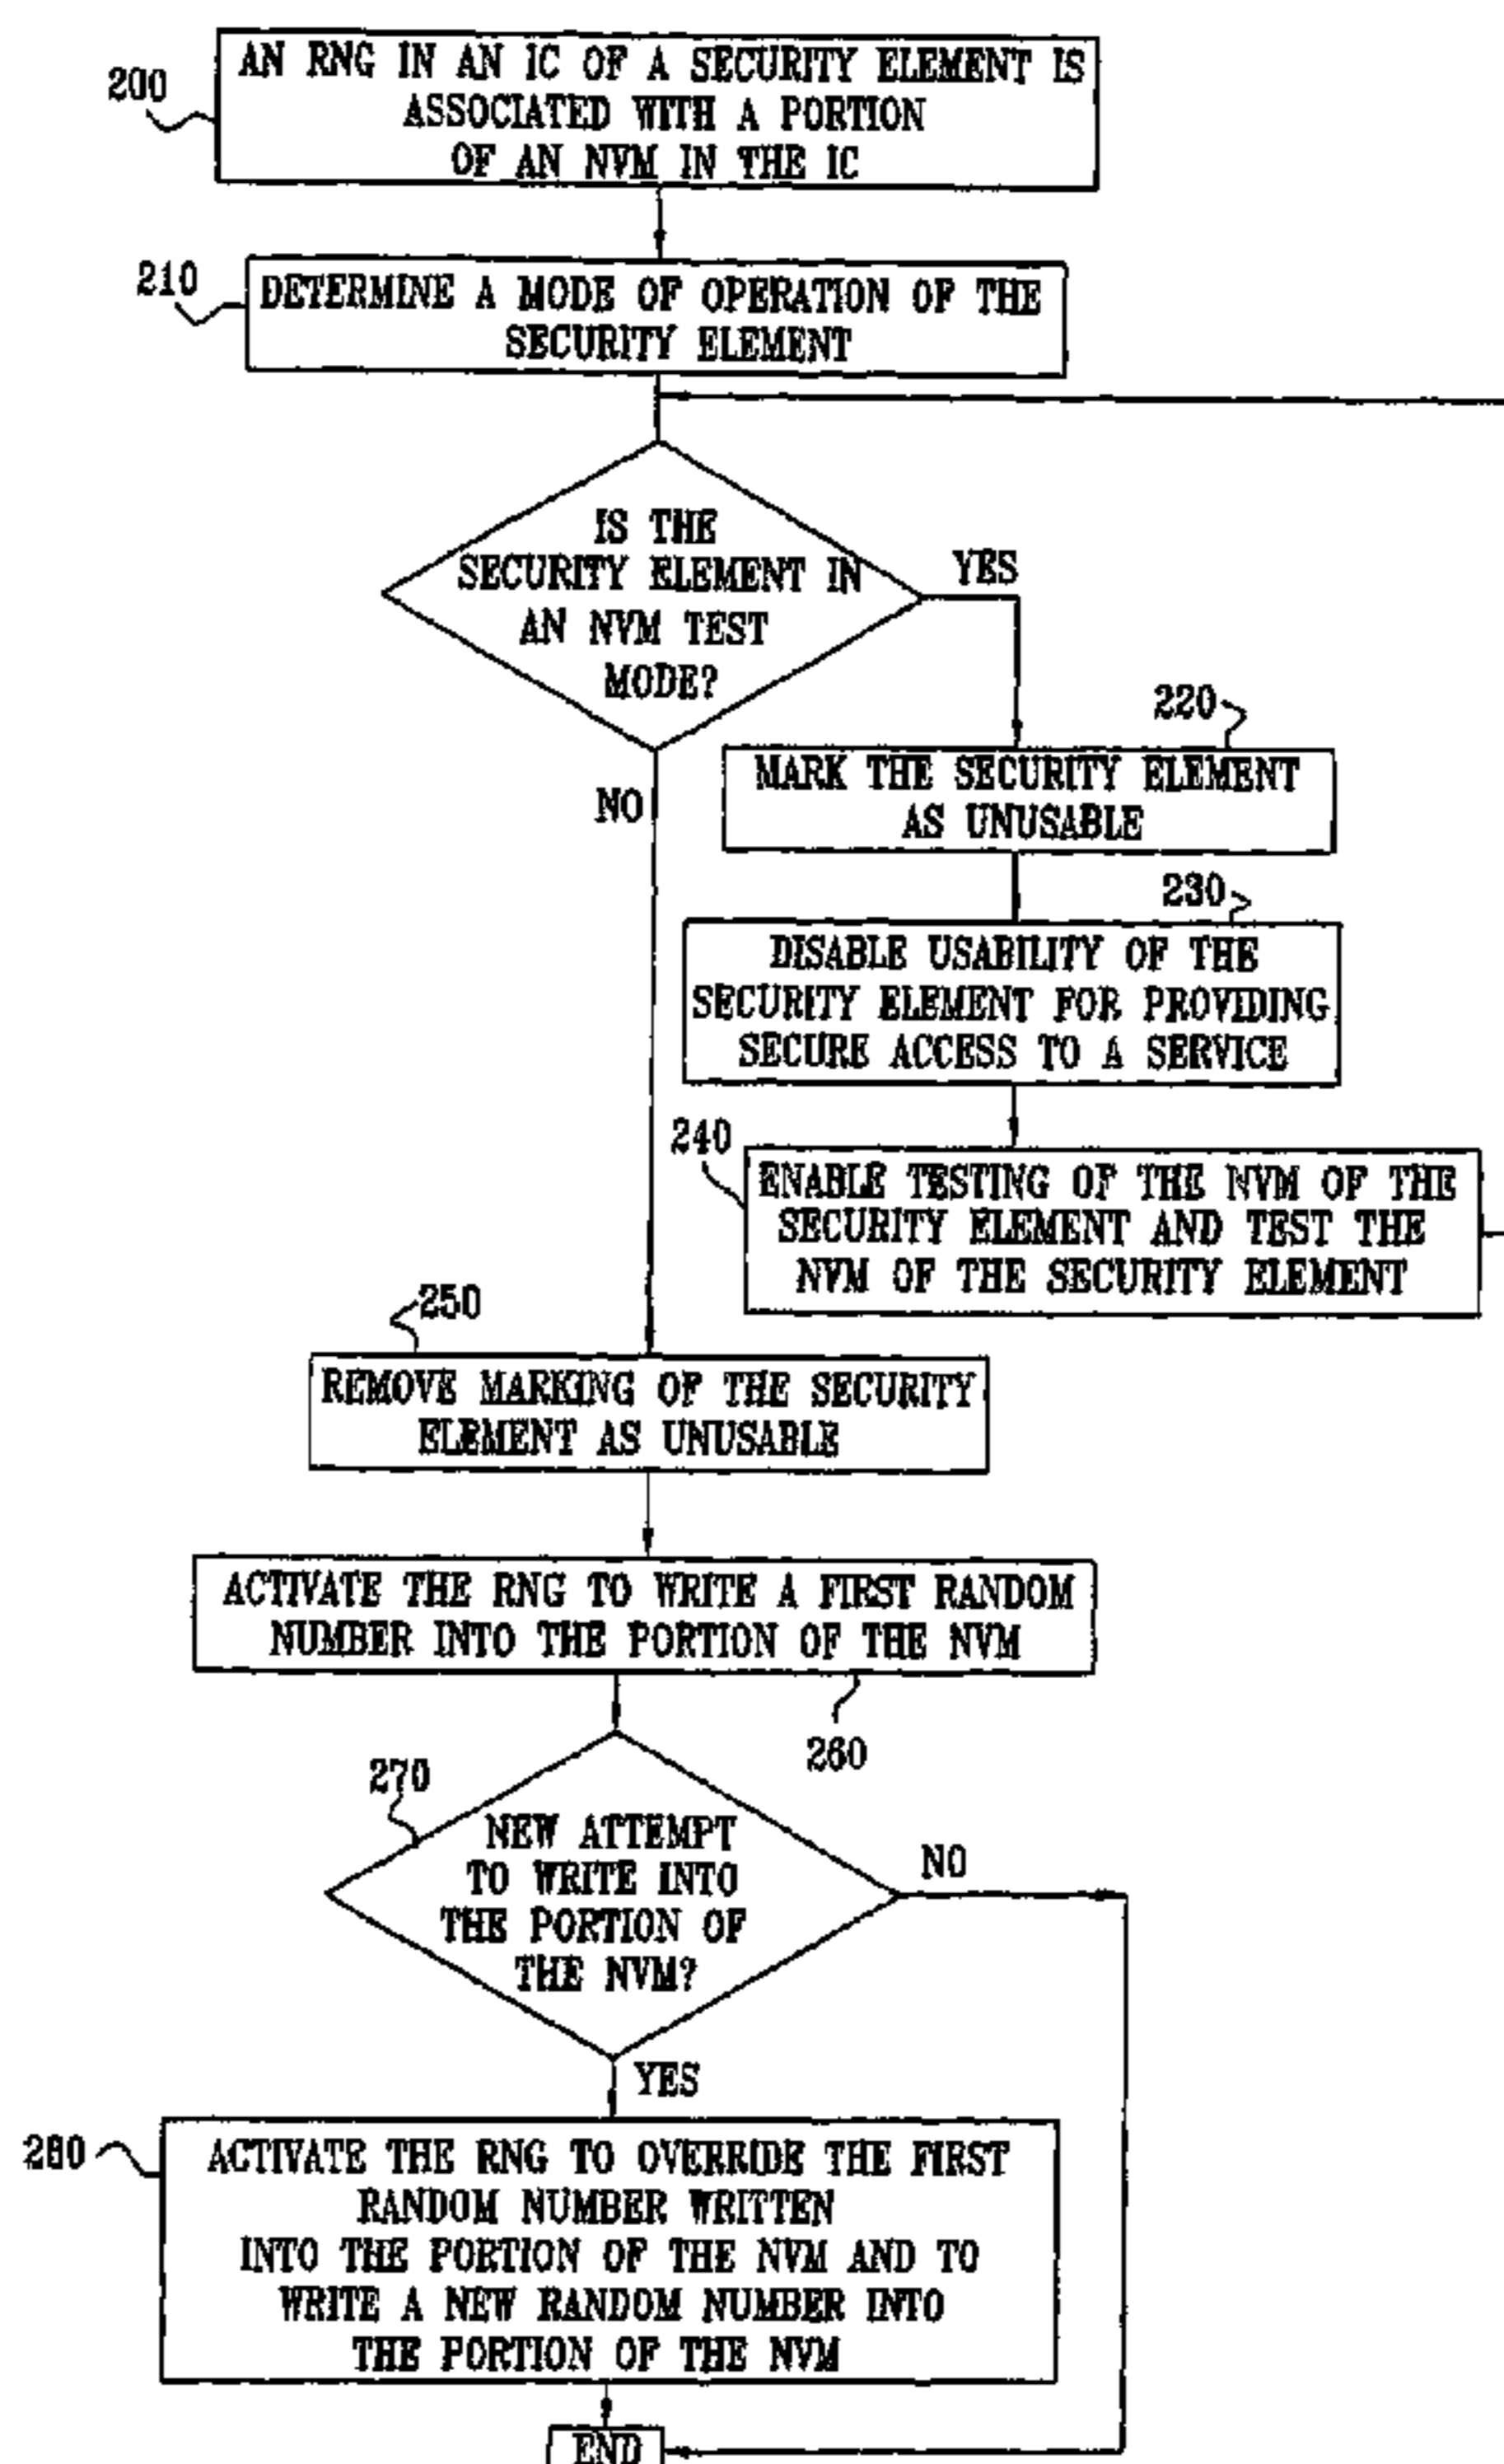 200
AN RNG IN AN IC OF A SECURITY ELEMENT IS
ASSOCIATED WITH A PORTION
OF AN NVM IN THE IC
210
DETERMINE A MODE OF OPERATION OF THE
SECURITY ELEMENT
IS THE
SECURITY ELEMENT IN
AN NVM TEST
MODE?
YES
NO
220
MARK THE SECURITY ELEMENT
AS UNUSABLE
230
DISABLE USABILITY OF THE
SECURITY ELEMENT FOR PROVIDING
SECURE ACCESS TO A SERVICE
240
ENABLE TESTING OF THE NVM OF THE
SECURITY ELEMENT AND TEST THE
NVM OF THE SECURITY ELEMENT
250
REMOVE MARKING OF THE SECURITY
ELEMENT AS UNUSABLE
ACTIVATE THE RNG TO WRITE A FIRST RANDOM
NUMBER INTO THE PORTION OF THE NVM
260
270
NEW ATTEMPT
TO WRITE INTO
THE PORTION OF
THE NVM?
NO
YES
280
ACTIVATE THE RNG TO OVERRIDE THE FIRST
RANDOM NUMBER WRITTEN
INTO THE PORTION OF THE NVM AND TO
WRITE A NEW RANDOM NUMBER INTO
THE PORTION OF THE NVM
END